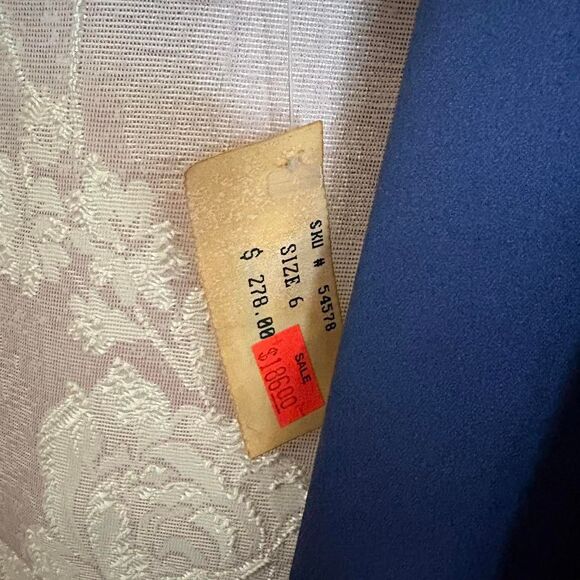 SKU # 54578
SIZE 6
$ 278.00
SALE
$186.00